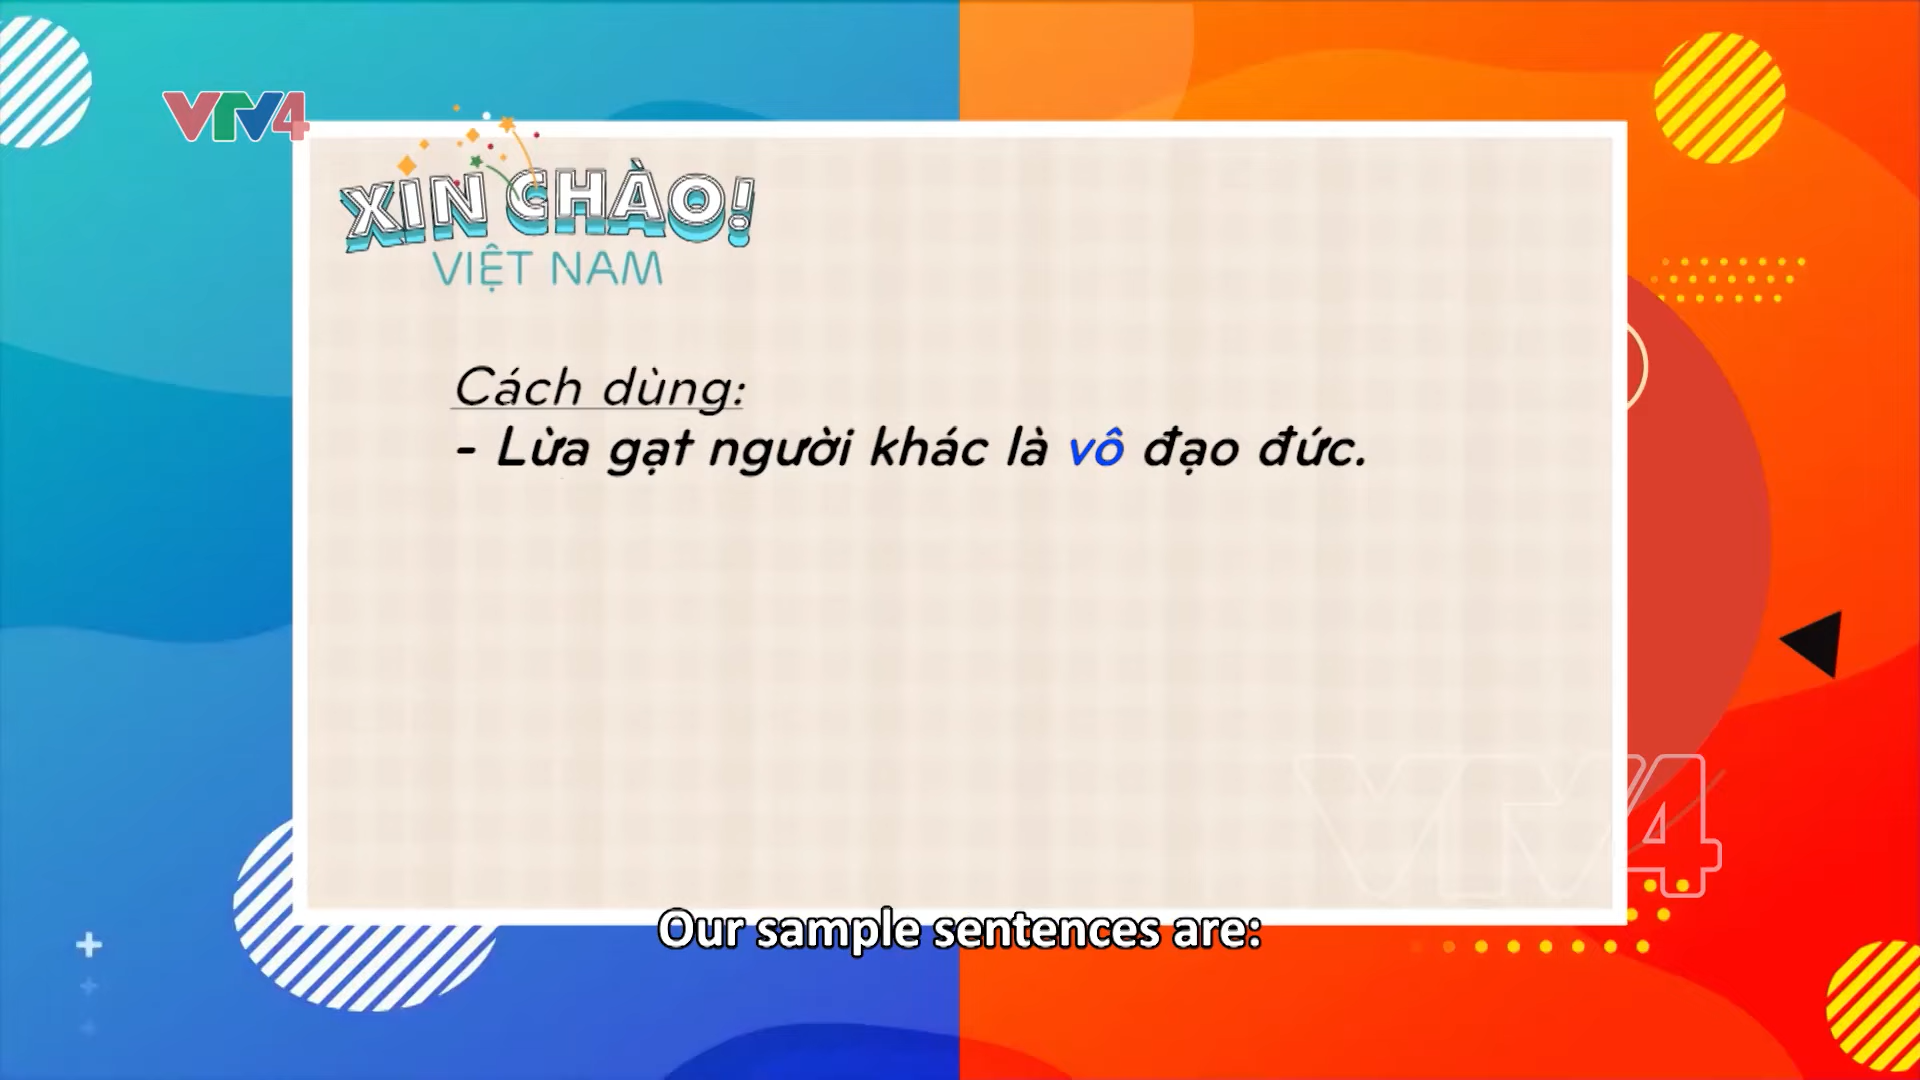 VTV4
XIN CHÀO!
VIỆT NAM
Cách dùng:
- Lừa gạt người khác là vô đạo đức.
VTV4
Our sample sentences are: